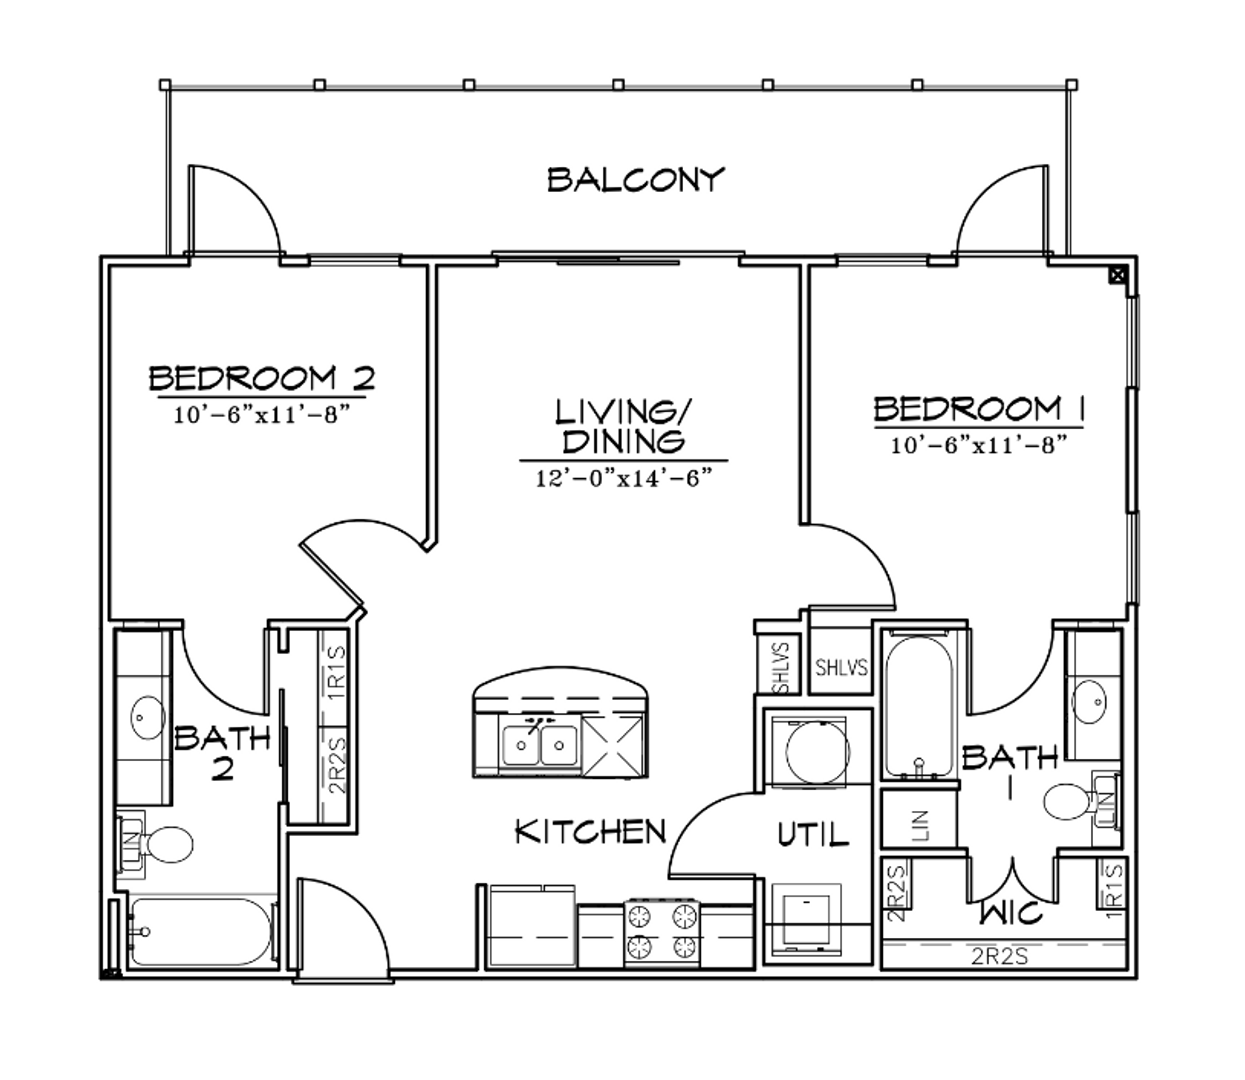 BALCONY
BEDROOM 2
10'-6"x11'-8"
LIVING/
DINING
12'-0"x14'-6"
BEDROOM 1
10'-6"x11'-8"
1R1S
2R2S
SHLVS
SHLVS
BATH
2
LIN
KITCHEN
UTIL
BATH
1
LIN
LIN
2R2S
WIC
1R1S
2R2S